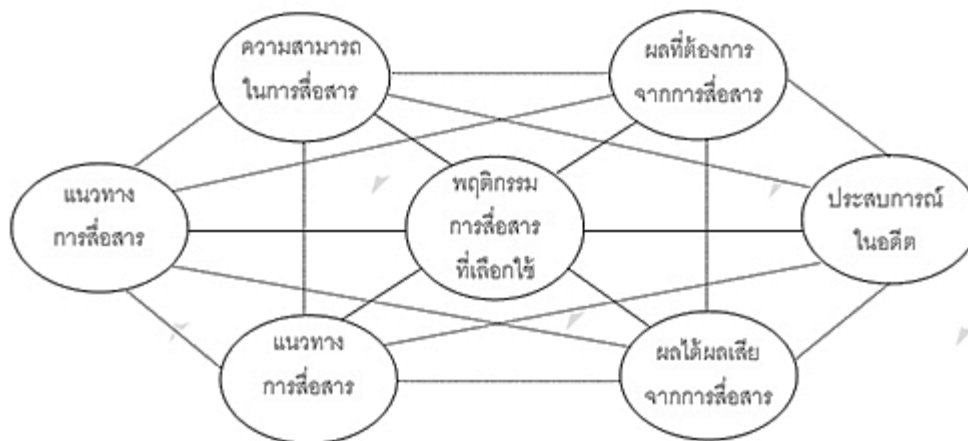 ความสามารถ
ในการสื่อสาร
ผลที่ต้องการ
จากการสื่อสาร
แนวทาง
การสื่อสาร
พฤติกรรม
การสื่อสาร
ที่เลือกใช้
ประสบการณ์
ในอดีต
แนวทาง
การสื่อสาร
ผลได้ผลเสีย
จากการสื่อสาร